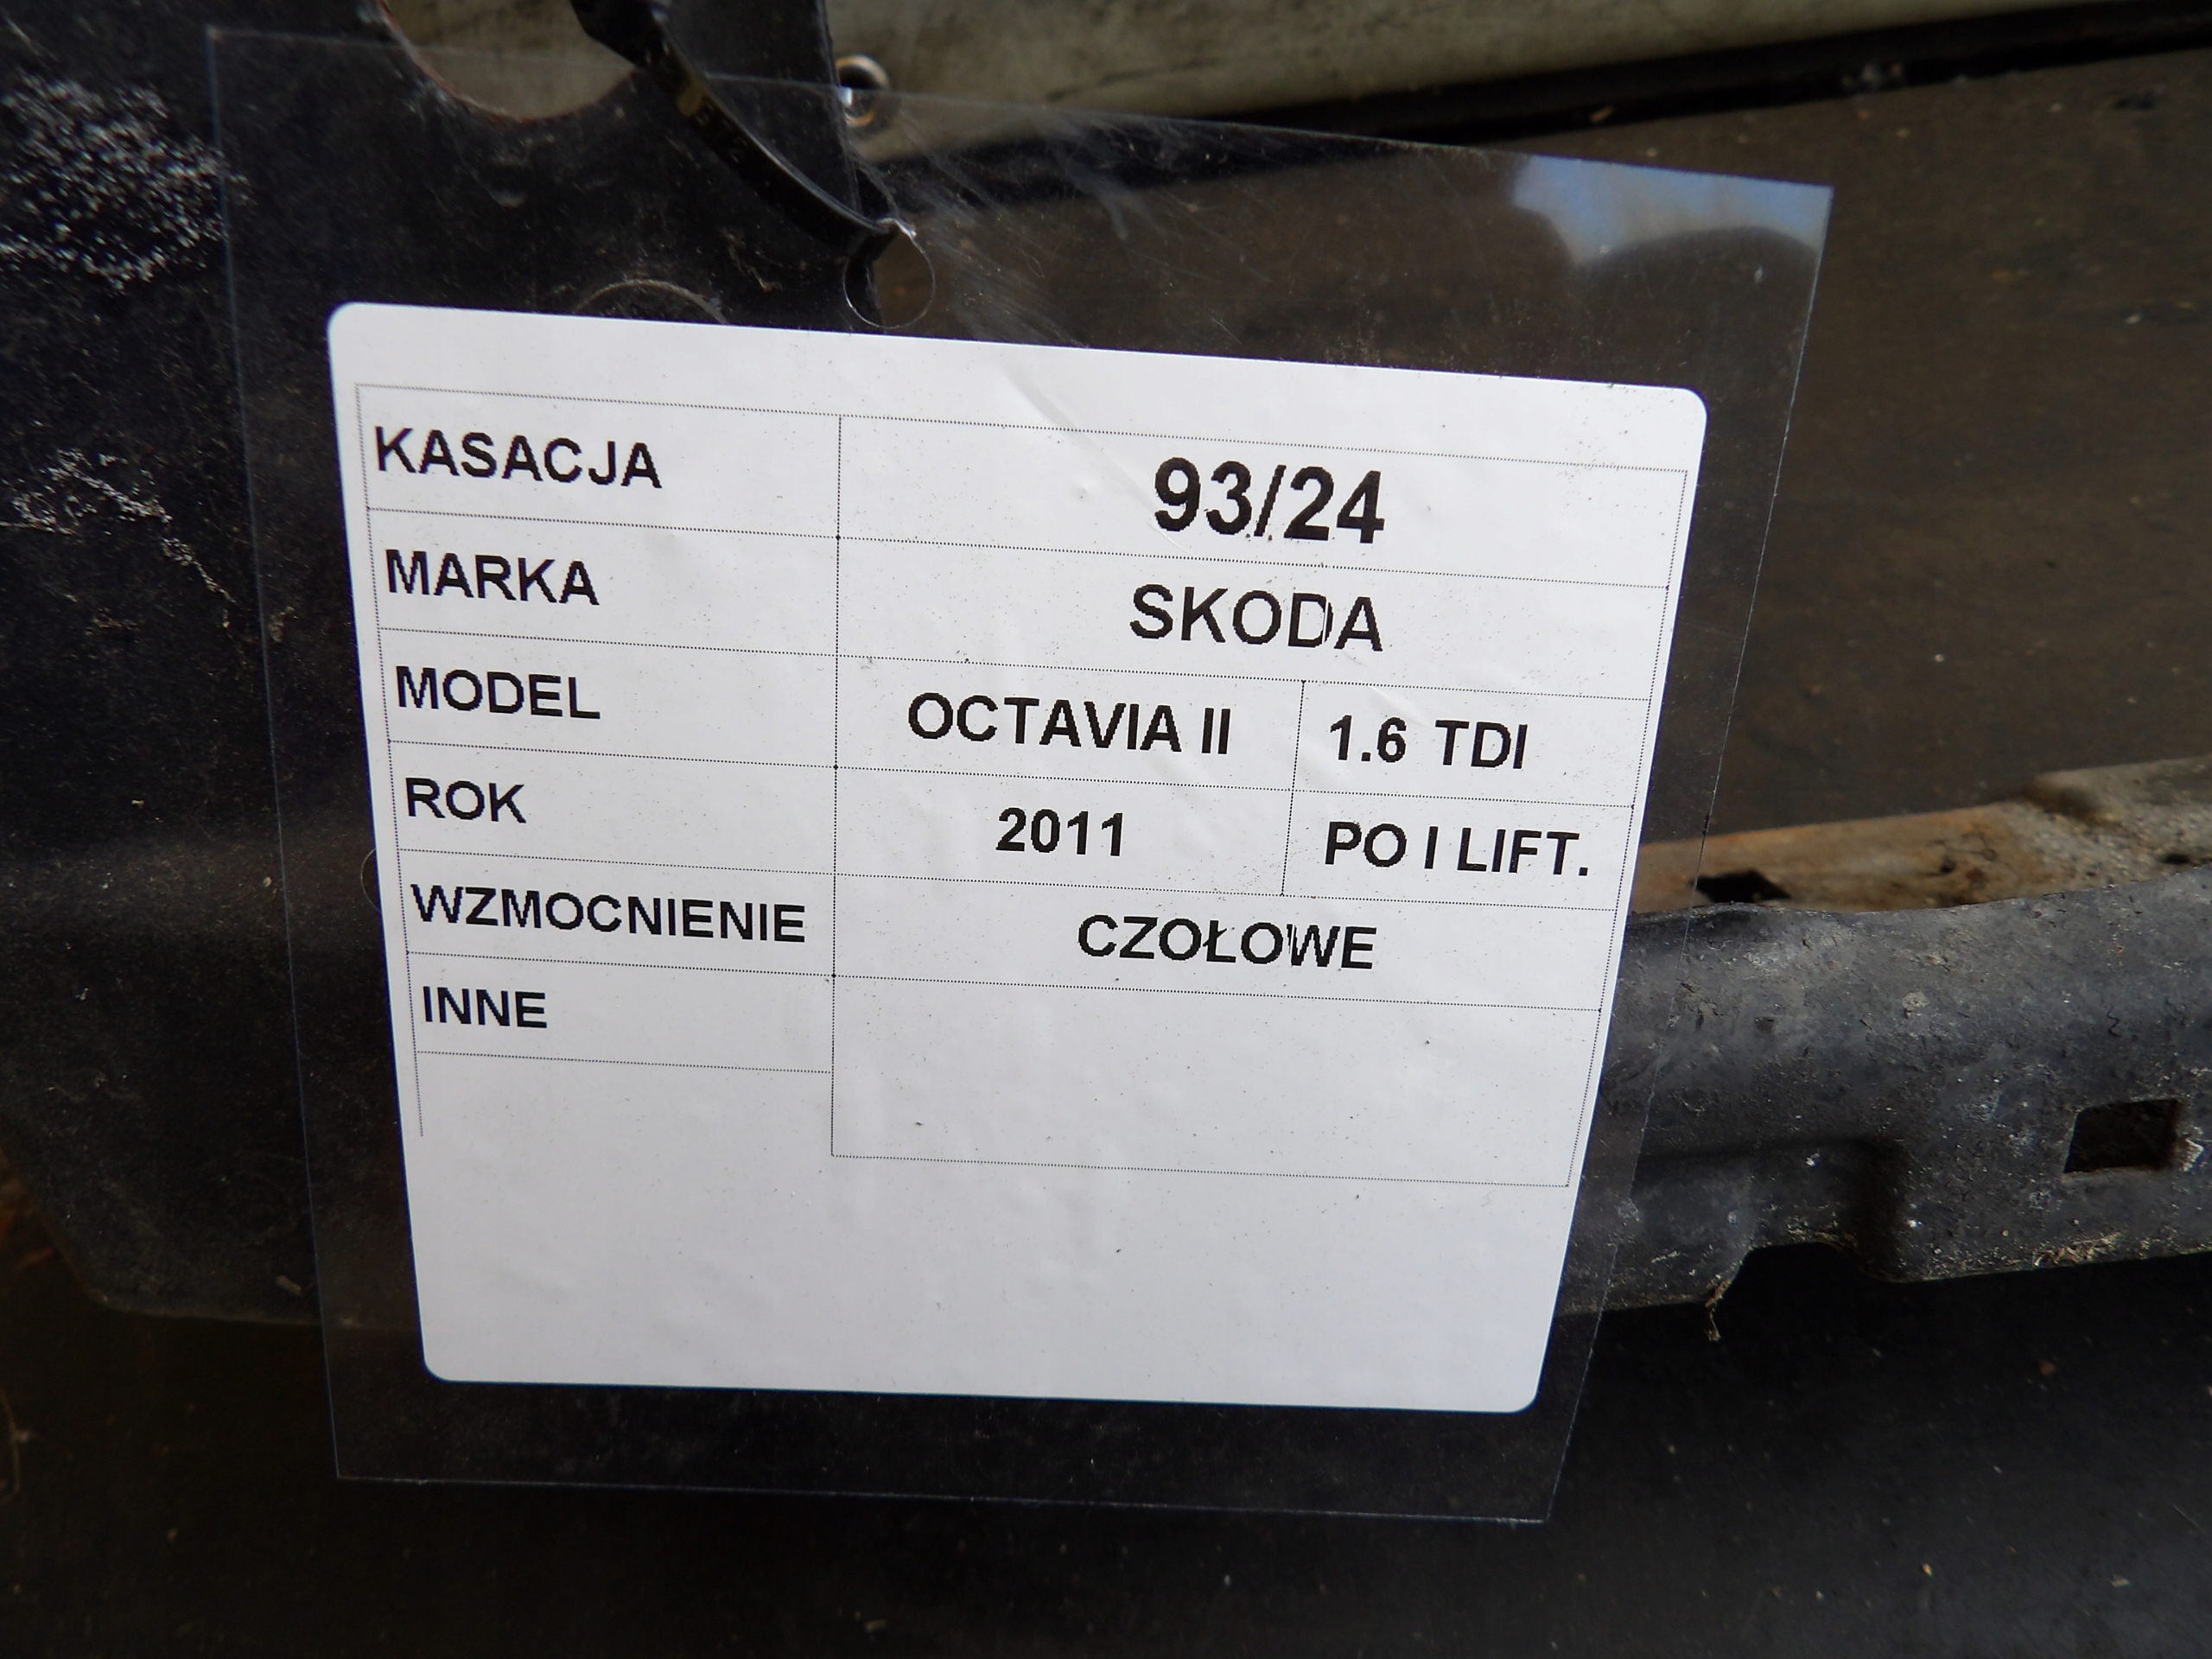 KASACJA 93/24
MARKA SKODA
MODEL OCTAVIA II 1.6 TDI
ROK 2011 PO I LIFT.
WZMOCNIENIE CZOŁOWE
INNE